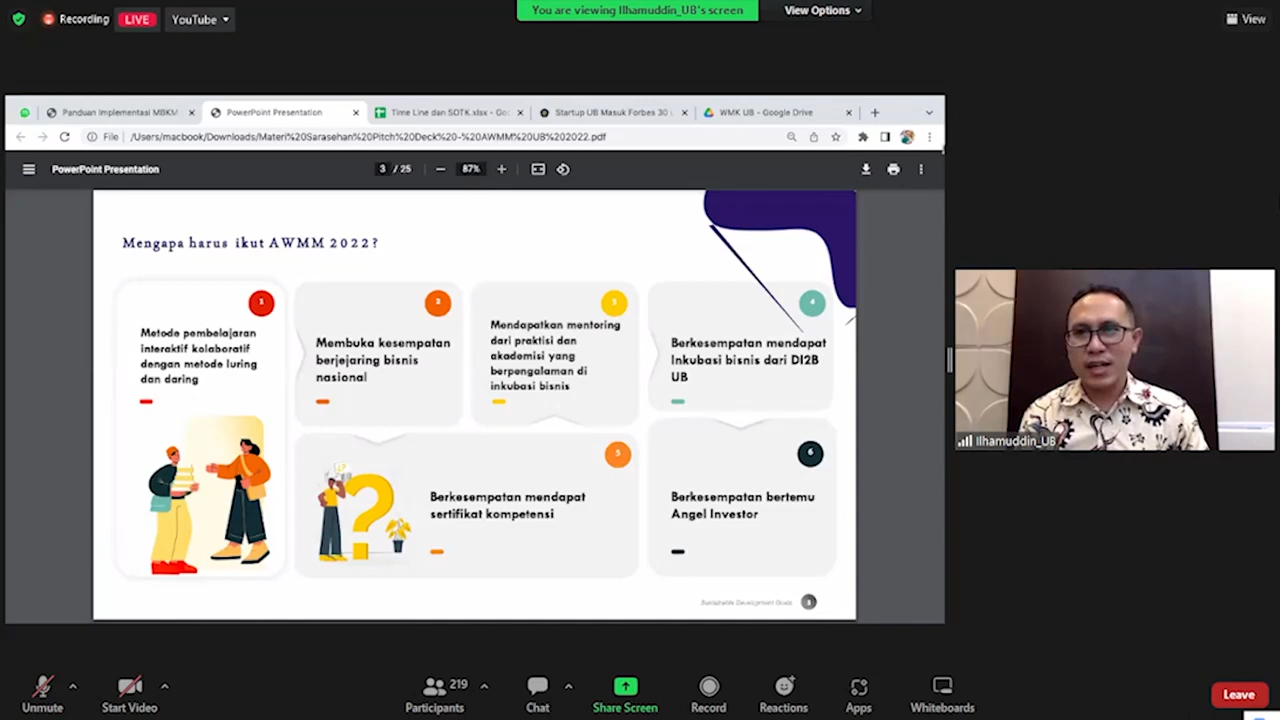 Recording
LIVE
YouTube
You are viewing Ilhamuddin_UB's screen
View Options
View
Panduan Implementasi MBKM
PowerPoint Presentation
Time Line dan SOTK.xlsx - Goo
Startup UB Masuk Forbes 30 U
WMK UB - Google Drive
File
/Users/macbook/Downloads/Materi%20Sarasehan%20Pitch%20Deck%20-%20AWMM%20UB%202022.pdf
PowerPoint Presentation
3 / 25
87%
Mengapa harus ikut AWMM 2022?
1
Metode pembelajaran
interaktif kolaboratif
dengan metode luring
dan daring
2
Membuka kesempatan
berjejaring bisnis
nasional
3
Mendapatkan mentoring
dari praktisi dan
akademisi yang
berpengalaman di
inkubasi bisnis
4
Berkesempatan mendapat
Inkubasi bisnis dari DI2B
UB
5
Berkesempatan mendapat
sertifikat kompetensi
6
Berkesempatan bertemu
Angel Investor
Sustainable Development Goals
3
Ilhamuddin_UB
Unmute
Start Video
219
Participants
Chat
Share Screen
Record
Reactions
Apps
Whiteboards
Leave